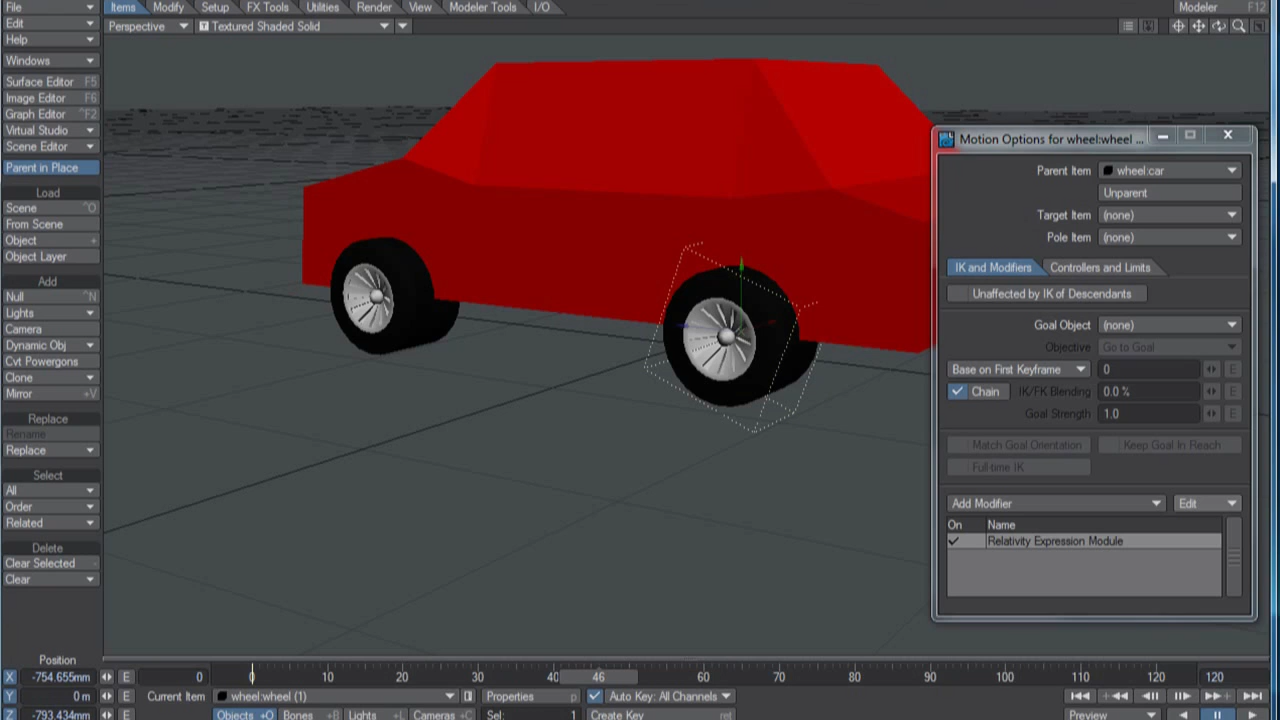 File Items Modify Setup FX Tools Utilities Render View Modeler Tools I/O Modeler F12
Edit Perspective Textured Shaded Solid
Help
Windows
Surface Editor F5
Image Editor F6
Graph Editor ^F2
Virtual Studio
Scene Editor
Parent in Place
Load
Scene ^O
From Scene
Object +
Object Layer
Add
Null ^N
Lights
Camera
Dynamic Obj
Cvt Powergons
Clone
Mirror +V
Replace
Rename
Replace
Select
All
Order
Related
Delete
Clear Selected -
Clear
Motion Options for wheel:wheel ...
Parent Item wheel:car
Unparent
Target Item (none)
Pole Item (none)
IK and Modifiers Controllers and Limits
Unaffected by IK of Descendants
Goal Object (none)
Objective Go to Goal
Base on First Keyframe 0 E
Chain IK/FK Blending 0.0 % E
Goal Strength 1.0 E
Match Goal Orientation Keep Goal In Reach
Full-time IK
Add Modifier Edit
On Name
Relativity Expression Module
Position
X -754.655mm E 0 0 10 20 30 40 46 60 70 80 90 100 110 120 120
Y 0 m E Current Item wheel:wheel (1) Properties p Auto Key: All Channels
Z -793.434mm E Objects +O Bones +B Lights +L Cameras +C Sel: 1 Create Key ret Preview